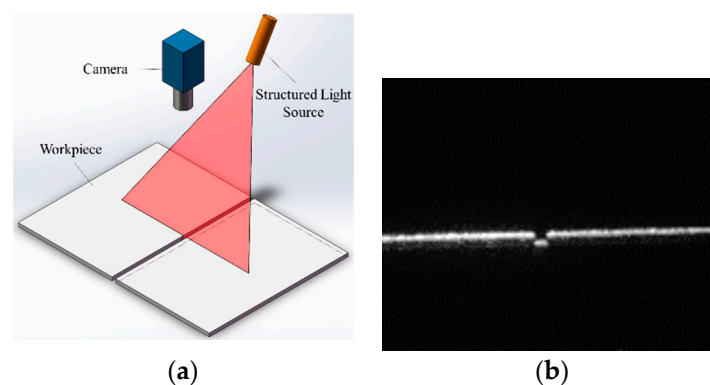 Camera
Structured Light
Source
Workpiece
(a)
(b)